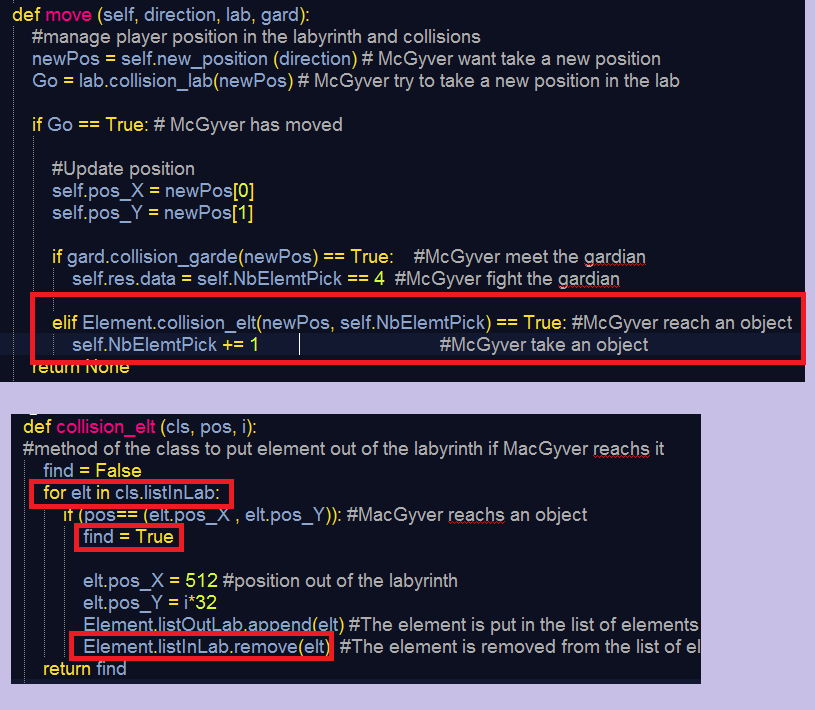 def move (self, direction, lab, gard):
#manage player position in the labyrinth and collisions
newPos = self.new_position (direction) # McGyver want take a new position
Go = lab.collision_lab(newPos) # McGyver try to take a new position in the lab
if Go == True: # McGyver has moved
#Update position
self.pos_X = newPos[0]
self.pos_Y = newPos[1]
if gard.collision_garde(newPos) == True: #McGyver meet the gardian
self.res.data = self.NbElemtPick == 4 #McGyver fight the gardian
elif Element.collision_elt(newPos, self.NbElemtPick) == True: #McGyver reach an object
self.NbElemtPick += 1 #McGyver take an object
return None
def collision_elt (cls, pos, i):
#method of the class to put element out of the labyrinth if MacGyver reachs it
find = False
for elt in cls.listInLab:
if (pos== (elt.pos_X , elt.pos_Y)): #MacGyver reachs an object
find = True
elt.pos_X = 512 #position out of the labyrinth
elt.pos_Y = i*32
Element.listOutLab.append(elt) #The element is put in the list of elements
Element.listInLab.remove(elt) #The element is removed from the list of el
return find